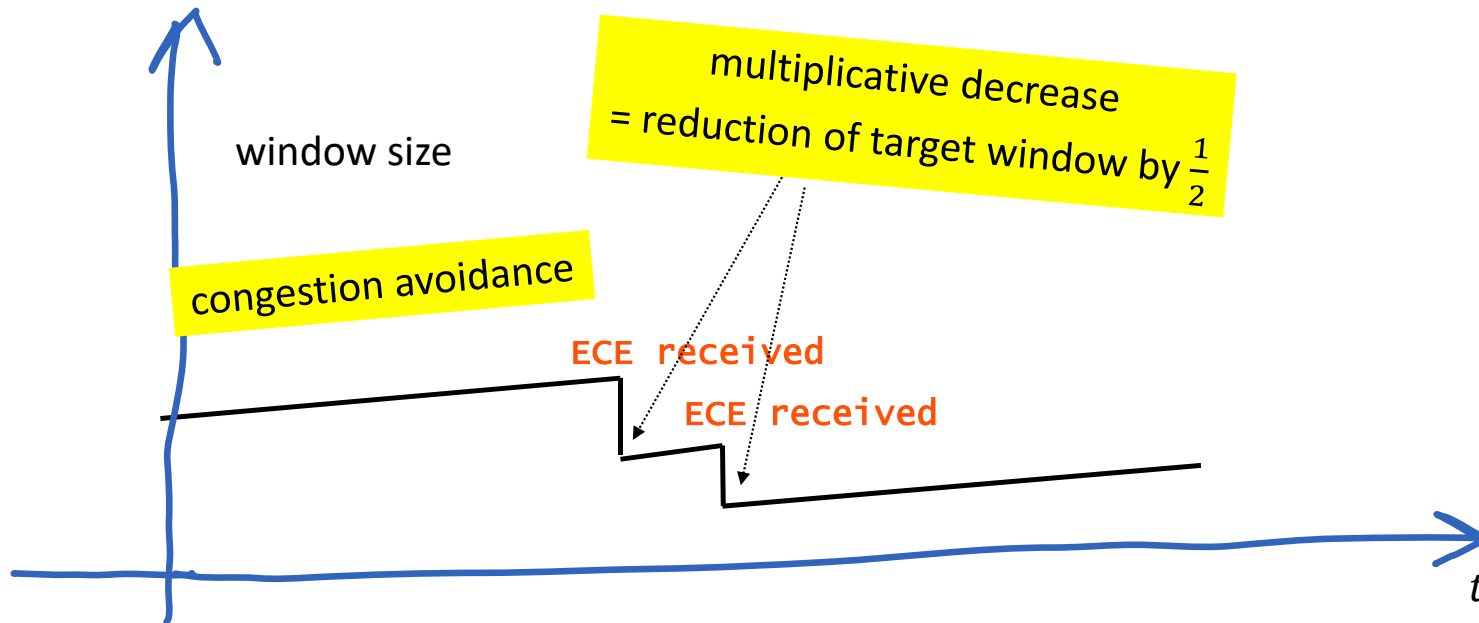 multiplicative decrease
= reduction of target window by 1/2
window size
congestion avoidance
ECE received
ECE received
t